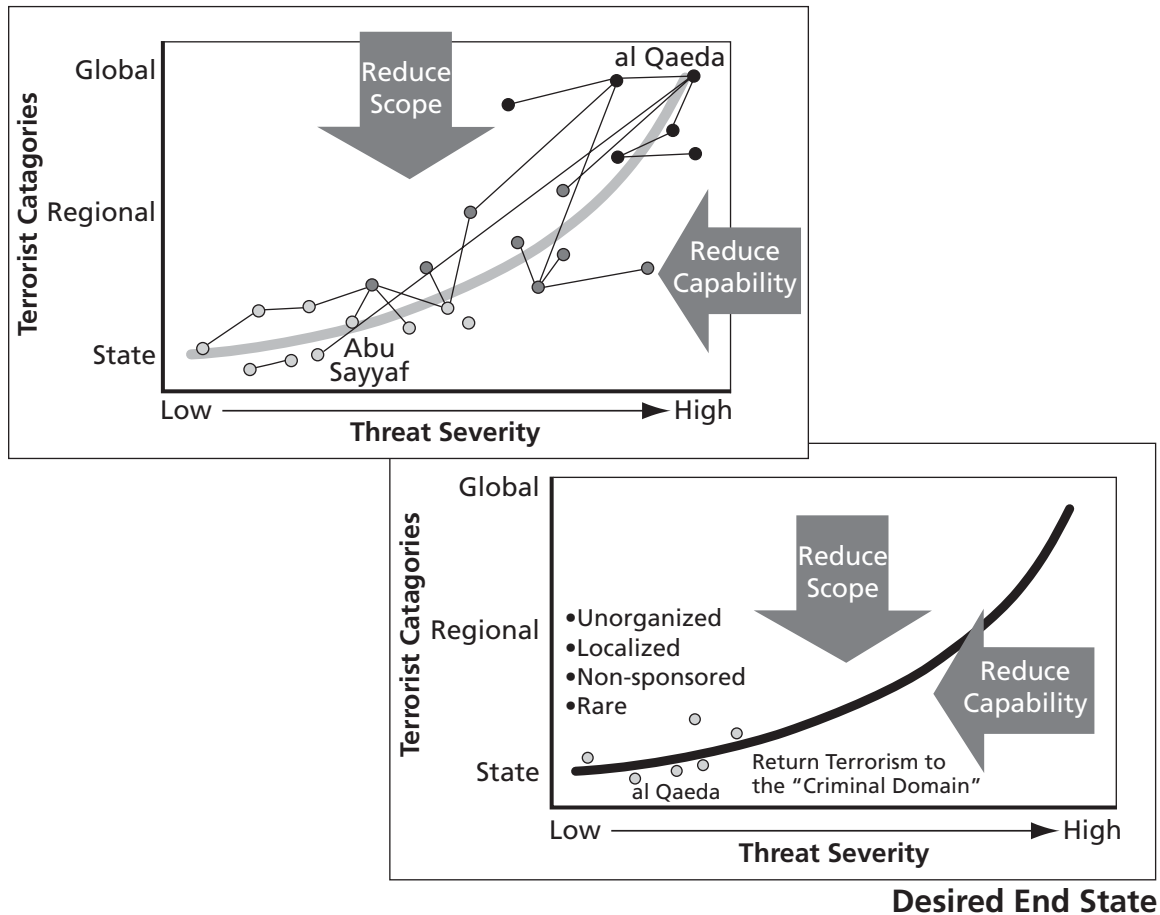 Terrorist Catagories
Global
Regional
State
Reduce
Scope
al Qaeda
Reduce
Capability
Abu
Sayyaf
Low
High
Threat Severity
Terrorist Catagories
Global
Regional
State
Reduce
Scope
•Unorganized
•Localized
•Non-sponsored
•Rare
Reduce
Capability
Return Terrorism to
the “Criminal Domain”
al Qaeda
Low
High
Threat Severity
Desired End State